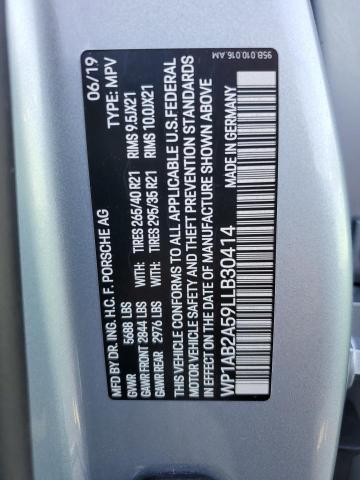 95B.010.016.AM
06/19 TYPE: MPV
MFD BY DR. ING. H.C. F. PORSCHE AG
GVWR 5688 LBS
GAWR FRONT 2844 LBS WITH: TIRES 265/40 R21 RIMS 9.5JX21
GAWR REAR 2976 LBS WITH: TIRES 295/35 R21 RIMS 10.0JX21
THIS VEHICLE CONFORMS TO ALL APPLICABLE U.S.FEDERAL
MOTOR VEHICLE SAFETY AND THEFT PREVENTION STANDARDS
IN EFFECT ON THE DATE OF MANUFACTURE SHOWN ABOVE
MADE IN GERMANY
WP1AB2A59LLB30414